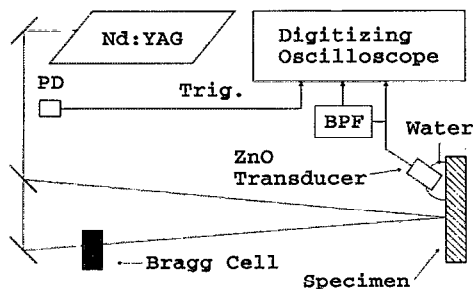 Nd:YAG
Digitizing
Oscilloscope
PD
Trig.
BPF
Water
ZnO
Transducer
Bragg Cell
Specimen